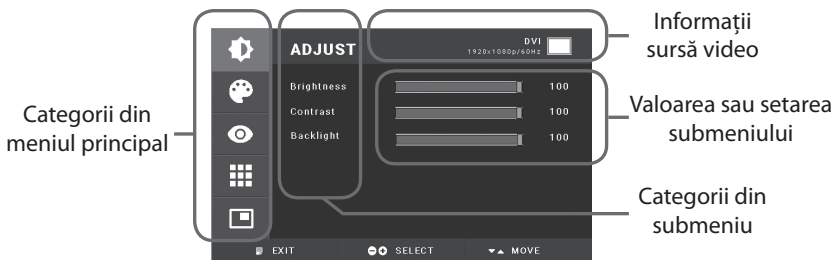 Informații
sursă video
ADJUST
DVI
1920x1080p/60Hz
Brightness 100
Contrast 100
Backlight 100
Categorii din
meniul principal
Valoarea sau setarea
submeniului
Categorii din
submeniu
EXIT SELECT MOVE